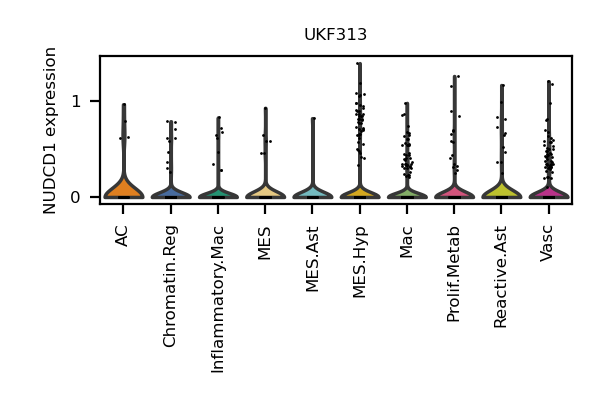 UKF313
NUDCD1 expression
1
0
AC
Chromatin.Reg
Inflammatory.Mac
MES
MES.Ast
MES.Hyp
Mac
Prolif.Metab
Reactive.Ast
Vasc